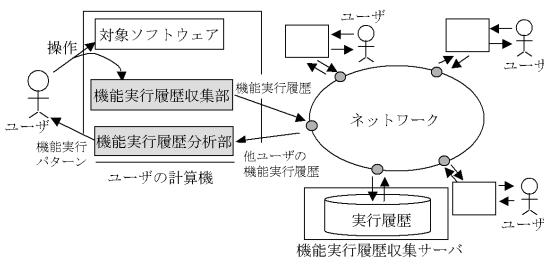 ユーザ
操作
対象ソフトウェア
ユーザ
機能実行履歴収集部
機能実行履歴
ネットワーク
ユーザ
機能実行履歴分析部
機能実行
パターン
他ユーザの
機能実行履歴
ユーザの計算機
実行履歴
ユーザ
機能実行履歴収集サーバ